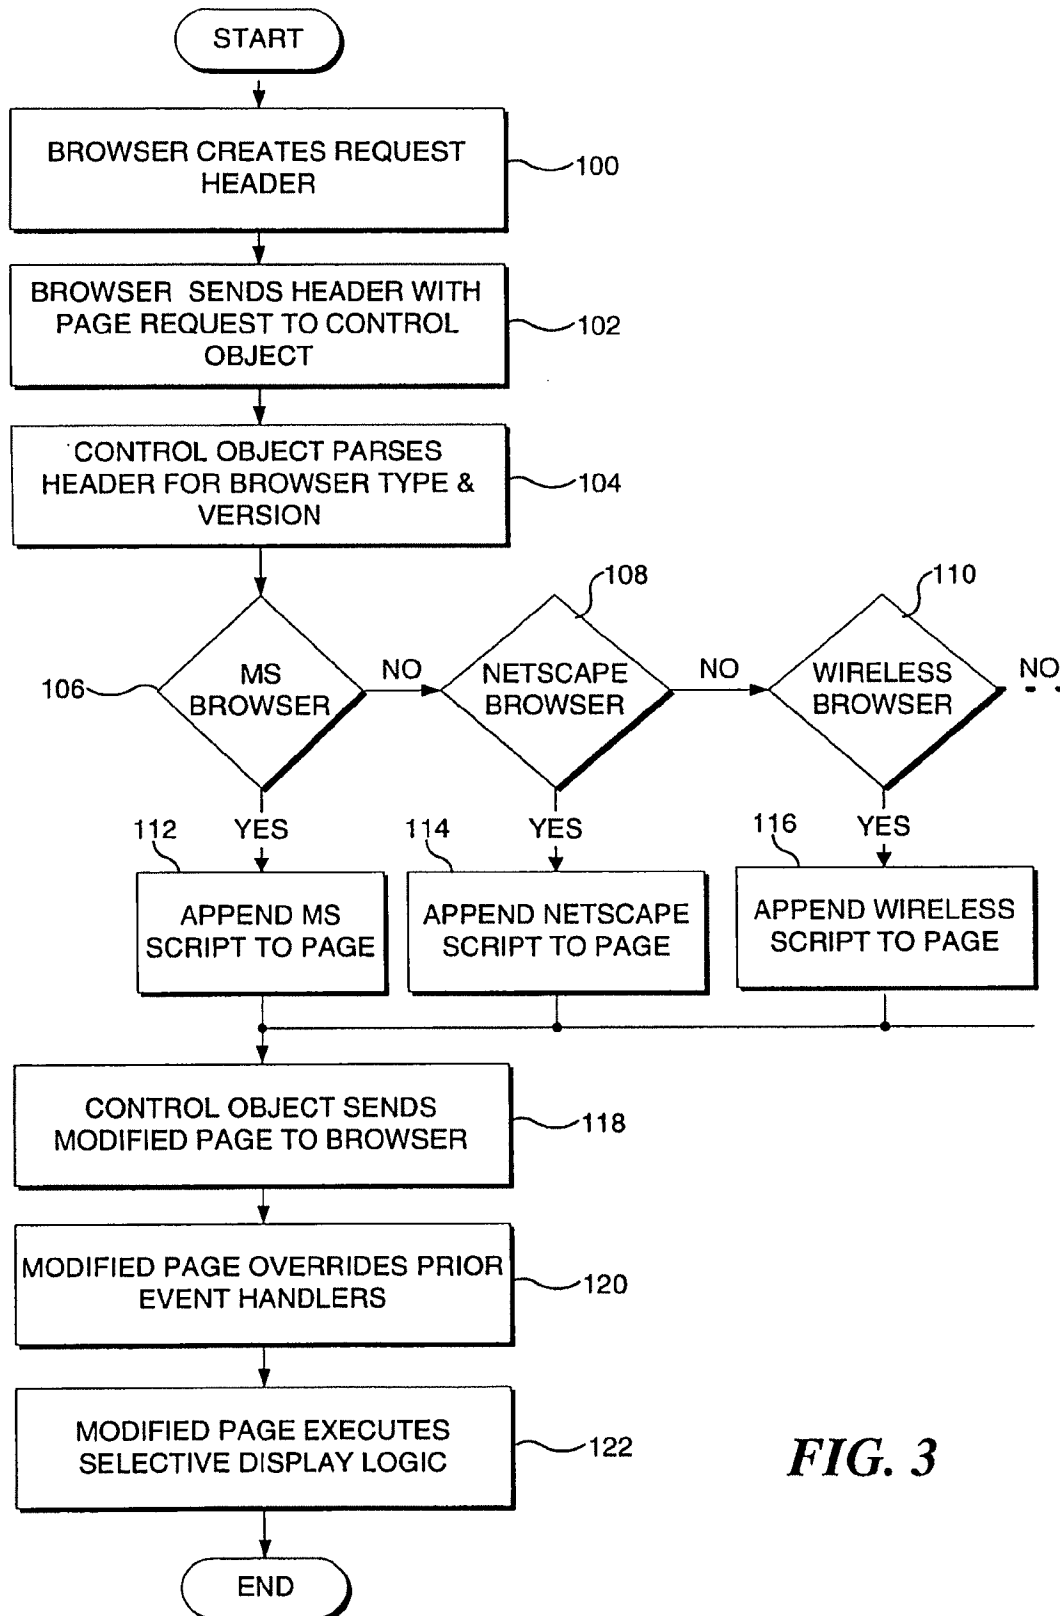 START
BROWSER CREATES REQUEST
HEADER
100
BROWSER SENDS HEADER WITH
PAGE REQUEST TO CONTROL
OBJECT
102
CONTROL OBJECT PARSES
HEADER FOR BROWSER TYPE &
VERSION
104
106
MS
BROWSER
NO
108
NETSCAPE
BROWSER
NO
110
WIRELESS
BROWSER
NO
YES
YES
YES
112
APPEND MS
SCRIPT TO PAGE
114
APPEND NETSCAPE
SCRIPT TO PAGE
116
APPEND WIRELESS
SCRIPT TO PAGE
CONTROL OBJECT SENDS
MODIFIED PAGE TO BROWSER
118
MODIFIED PAGE OVERRIDES PRIOR
EVENT HANDLERS
120
MODIFIED PAGE EXECUTES
SELECTIVE DISPLAY LOGIC
122
FIG. 3
END